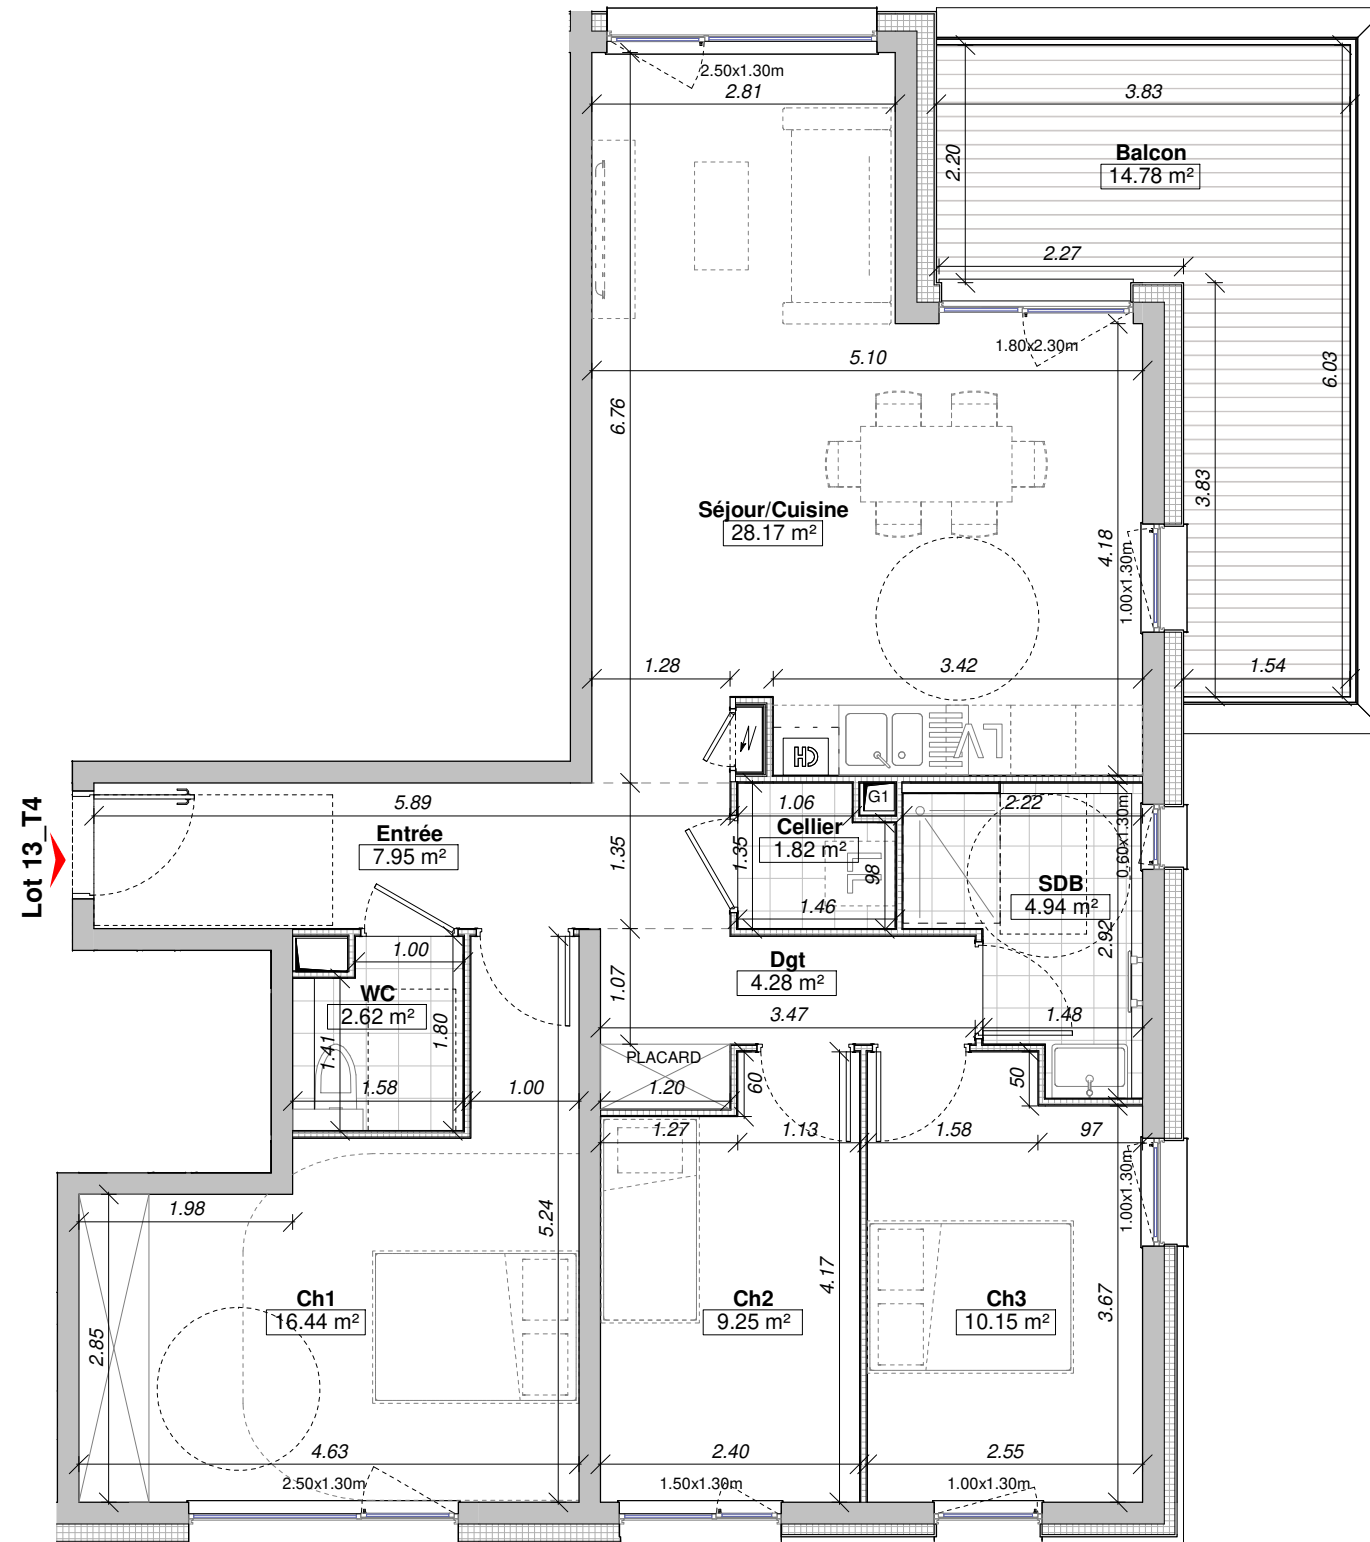 2.50x1.30m
2.81
3.83
2.20
Balcon
14.78 m²
2.27
1.80x2.30m
5.10
6.03
6.76
3.83
Séjour/Cuisine
28.17 m²
4.18
1.00x1.30m
1.28
3.42
1.54
LV
CH
Lot 13_T4
5.89
Entrée
7.95 m²
1.35
1.06
G1
2.22
Cellier
1.82 m²
1.35
98
LL
1.46
0.60x1.30m
SDB
4.94 m²
2.92
1.00
WC
2.62 m²
1.41
1.80
1.58
1.00
Dgt
4.28 m²
1.07
3.47
1.48
PLACARD
1.20
60
50
1.27
1.13
1.58
97
1.00x1.30m
1.98
5.24
4.17
3.67
2.85
Ch1
16.44 m²
Ch2
9.25 m²
Ch3
10.15 m²
4.63
2.40
2.55
2.50x1.30m
1.50x1.30m
1.00x1.30m